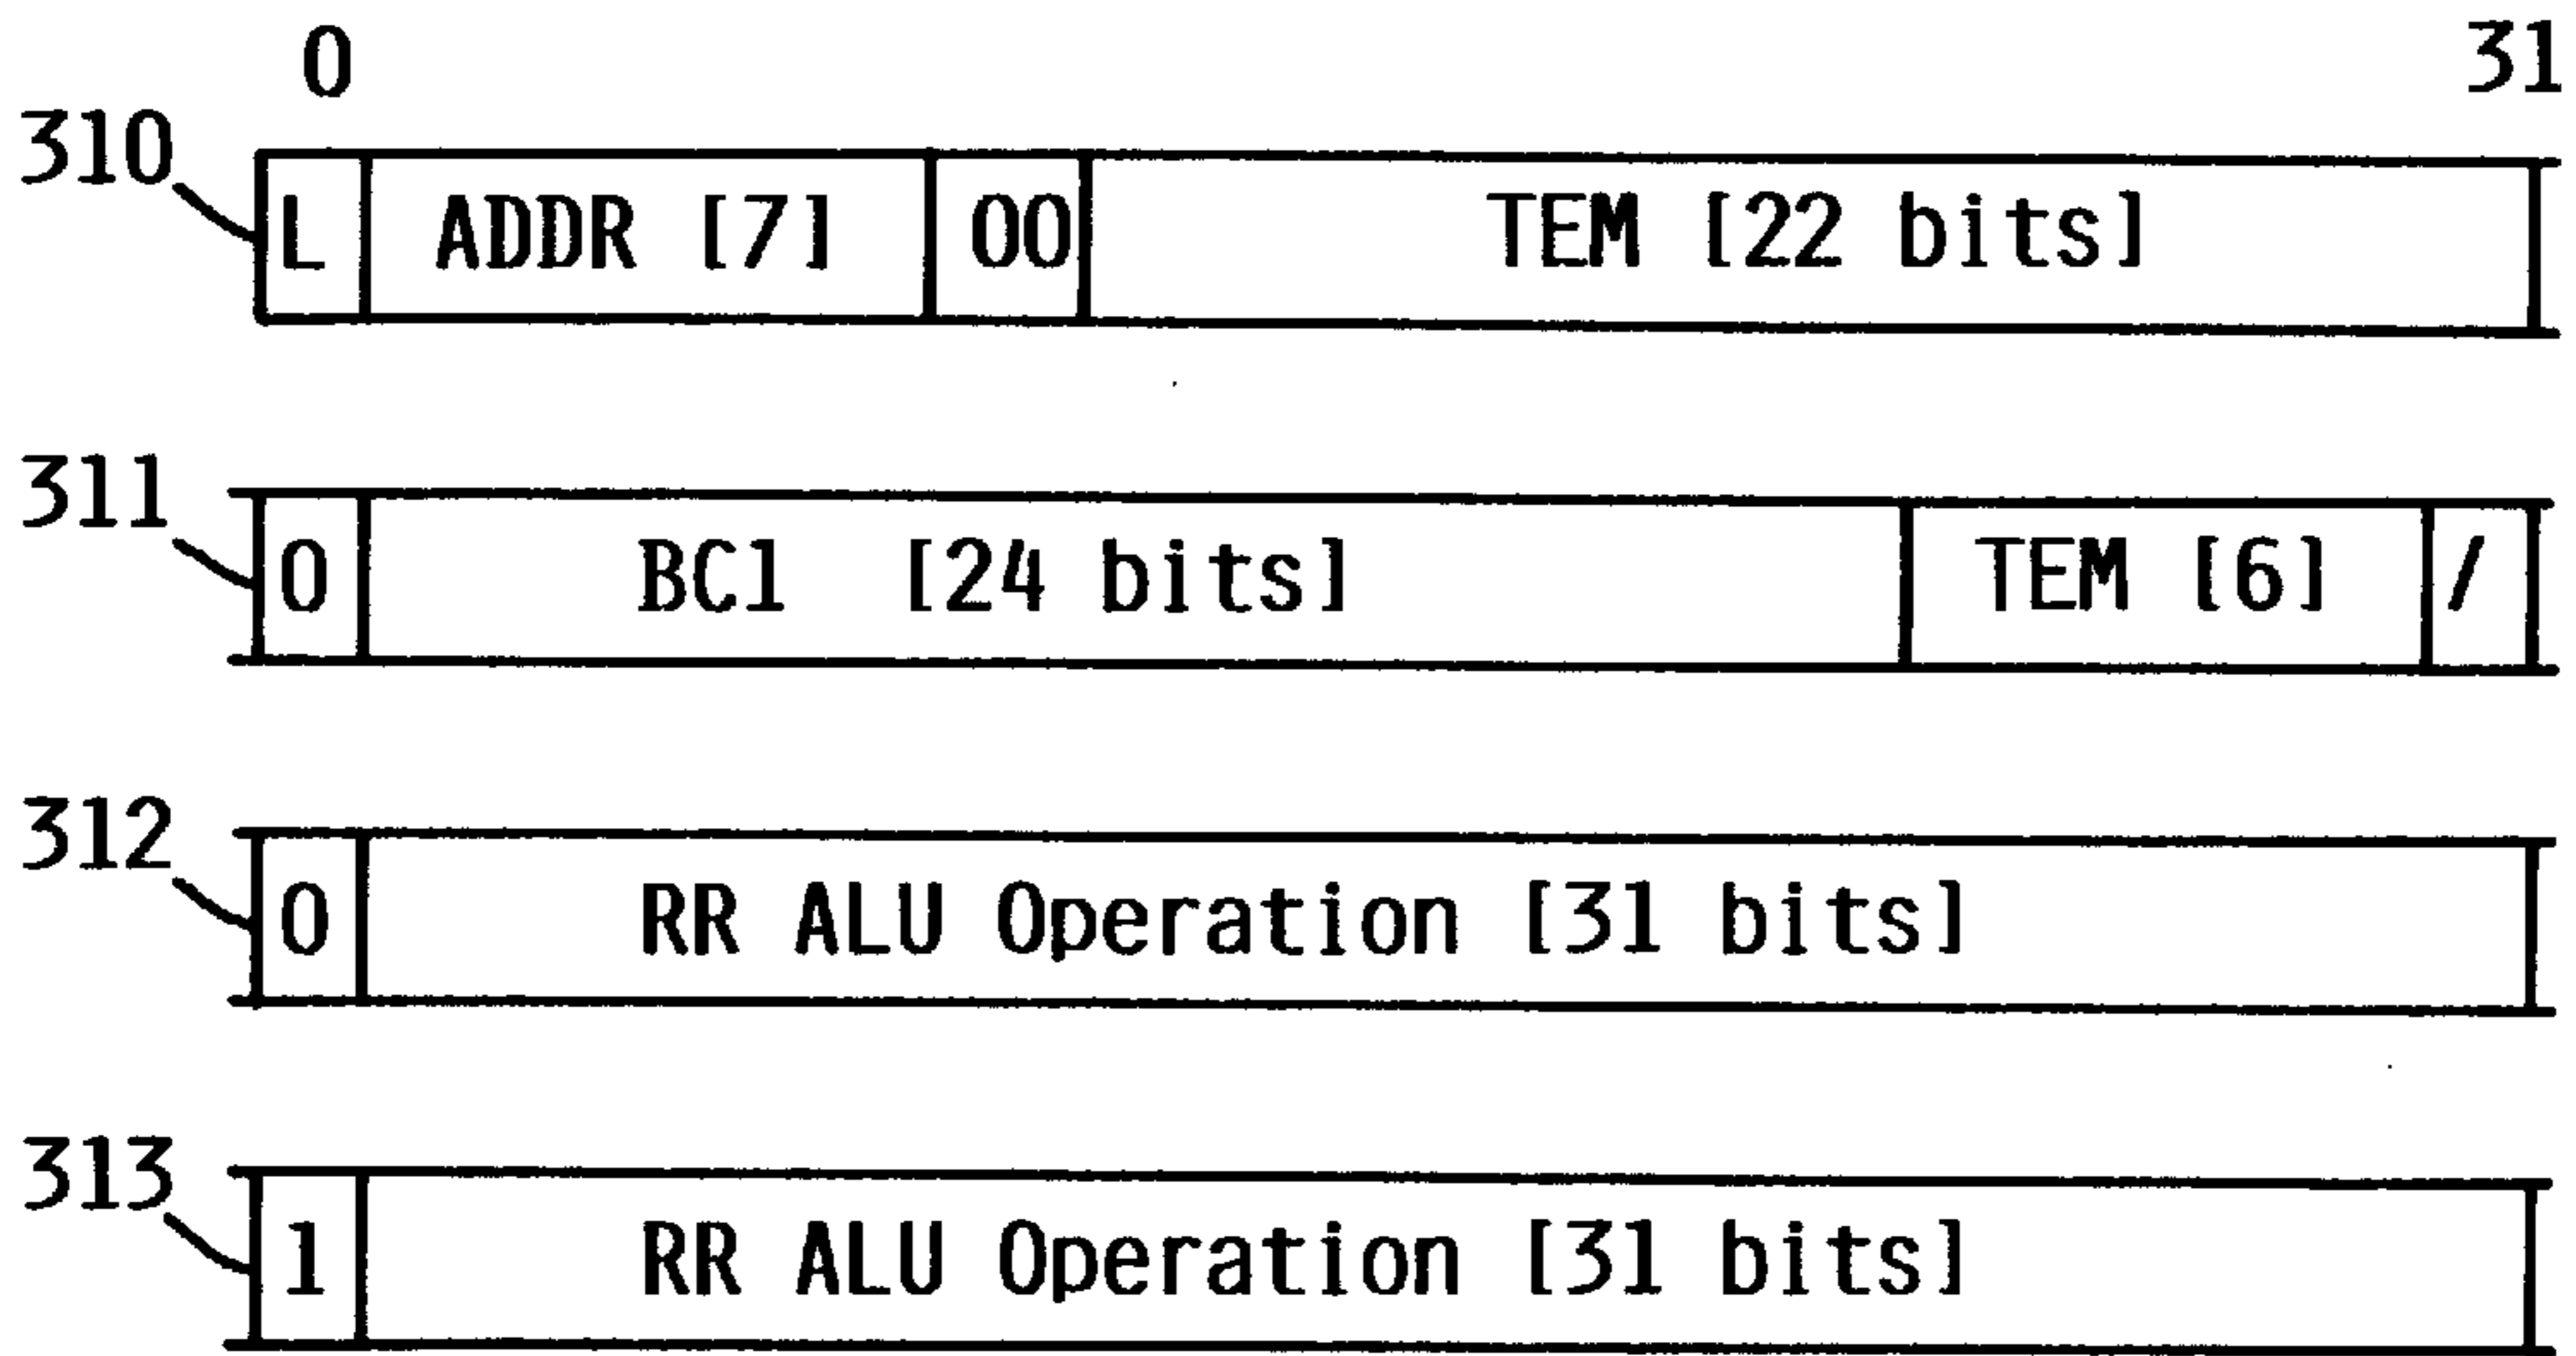 0 31
310 L ADDR [7] 00 TEM [22 bits]
311 0 BC1 [24 bits] TEM [6] /
312 0 RR ALU Operation [31 bits]
313 1 RR ALU Operation [31 bits]